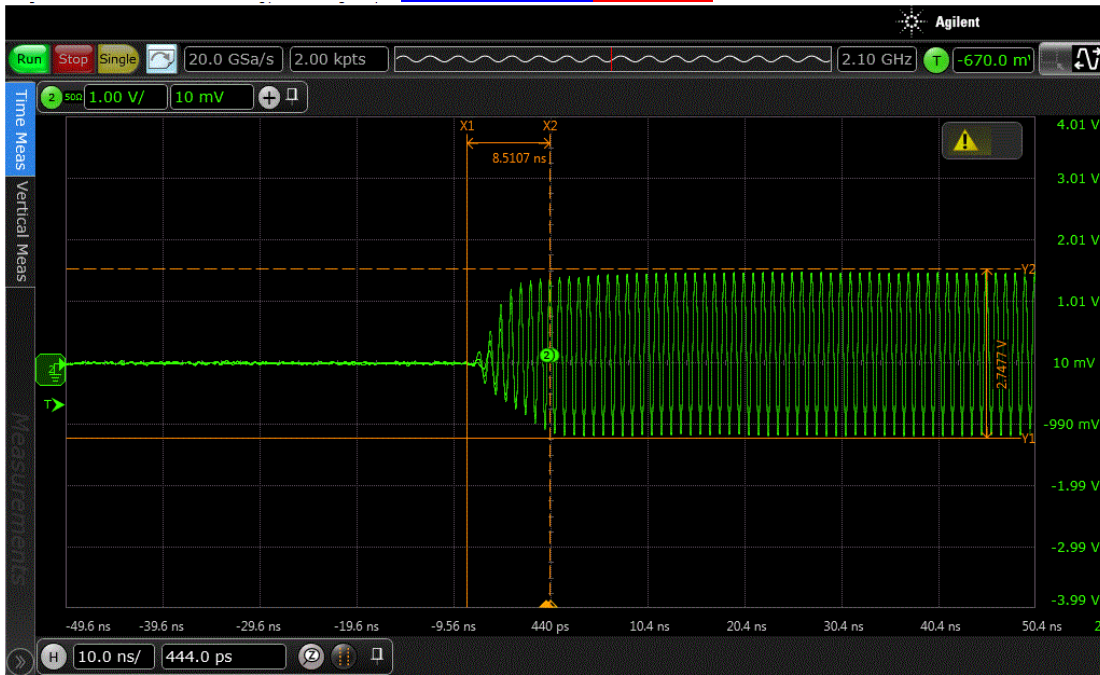 Agilent
Run Stop Single 20.0 GSa/s 2.00 kpts 2.10 GHz T -670.0 m
2 50Ω 1.00 V/ 10 mV +
Time Meas
Vertical Meas
Measurements
X1 X2
8.5107 ns
4.01 V
3.01 V
2.01 V
Y2
1.01 V
2
2
10 mV
2.7477 V
T
-990 mV
Y1
-1.99 V
-2.99 V
-3.99 V
-49.6 ns -39.6 ns -29.6 ns -19.6 ns -9.56 ns 440 ps 10.4 ns 20.4 ns 30.4 ns 40.4 ns 50.4 ns 2
H 10.0 ns/ 444.0 ps Z